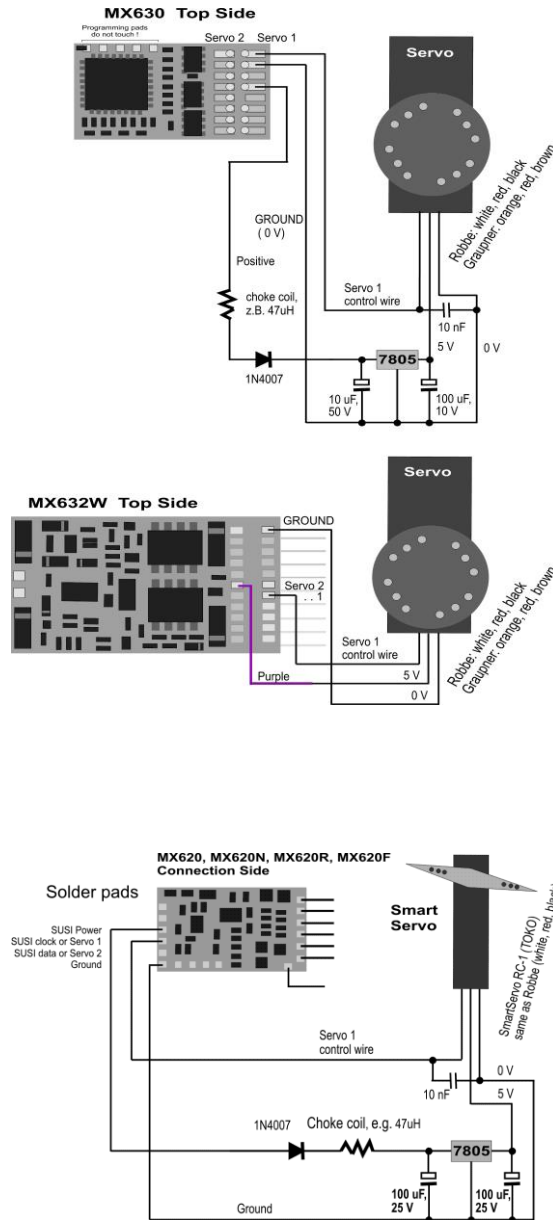 MX630 Top Side
Programming pads
do not touch !
Servo 2 Servo 1
Servo
Robbe: white, red, black
Graupner: orange, red, brown
GROUND
( 0 V)
Positive
choke coil,
z.B. 47uH
Servo 1
control wire
10 nF
5 V
0 V
7805
1N4007
10 uF,
50 V
100 uF,
10 V
Servo
MX632W Top Side
GROUND
Servo 2
. . 1
Servo 1
control wire
Purple
5 V
0 V
Robbe: white, red, black
Graupner: orange, red, brown
MX620, MX620N, MX620R, MX620F
Connection Side
Solder pads
Smart
Servo
SUSI Power
SUSI clock or Servo 1
SUSI data or Servo 2
Ground
SmartServo RC-1 (TOKO)
same as Robbe (white, red, black)
Servo 1
control wire
0 V
10 nF
5 V
1N4007
Choke coil, e.g. 47uH
7805
100 uF,
25 V
100 uF,
25 V
Ground